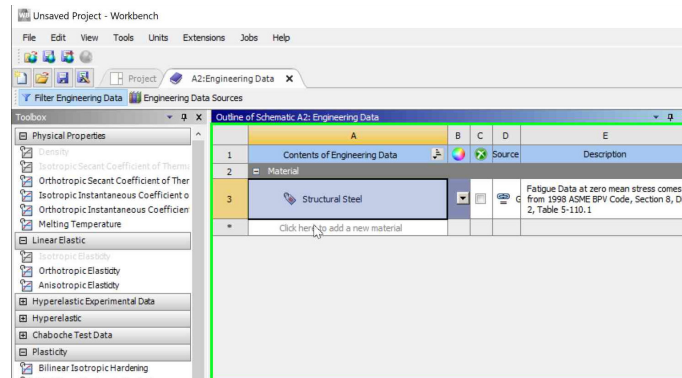 Unsaved Project - Workbench
File Edit View Tools Units Extensions Jobs Help
Project A2:Engineering Data X
Filter Engineering Data Engineering Data Sources
Toolbox
Outline of Schematic A2: Engineering Data
Physical Properties
Density
Isotropic Secant Coefficient of Therma
Orthotropic Secant Coefficient of Ther
Isotropic Instantaneous Coefficient o
Orthotropic Instantaneous Coefficien
Melting Temperature
Linear Elastic
Isotropic Elasticity
Orthotropic Elasticity
Anisotropic Elasticity
Hyperelastic Experimental Data
Hyperelastic
Chaboche Test Data
Plasticity
Bilinear Isotropic Hardening
A B C D E
1 Contents of Engineering Data Source Description
2 Material
3 Structural Steel G
Fatigue Data at zero mean stress comes
from 1998 ASME BPV Code, Section 8, D
2, Table 5-110.1
* Click here to add a new material